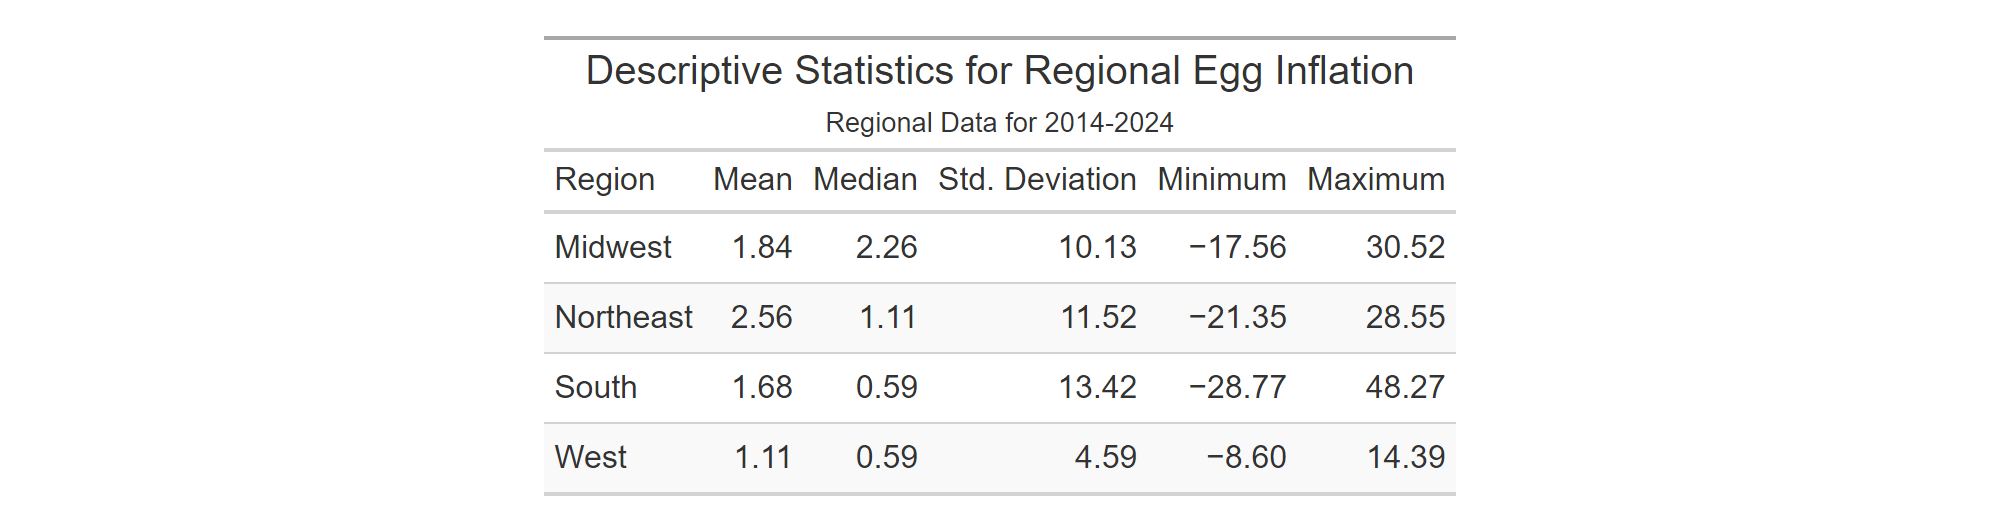 Descriptive Statistics for Regional Egg Inflation
Regional Data for 2014-2024
Region Mean Median Std. Deviation Minimum Maximum
Midwest 1.84 2.26 10.13 −17.56 30.52
Northeast 2.56 1.11 11.52 −21.35 28.55
South 1.68 0.59 13.42 −28.77 48.27
West 1.11 0.59 4.59 −8.60 14.39